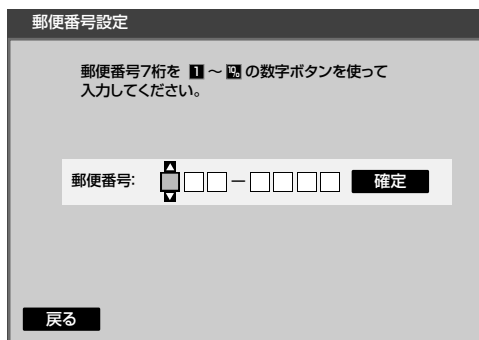 郵便番号設定
郵便番号7桁を 1 ～ 10 の数字ボタンを使って
入力してください。
郵便番号: － 確定
戻る